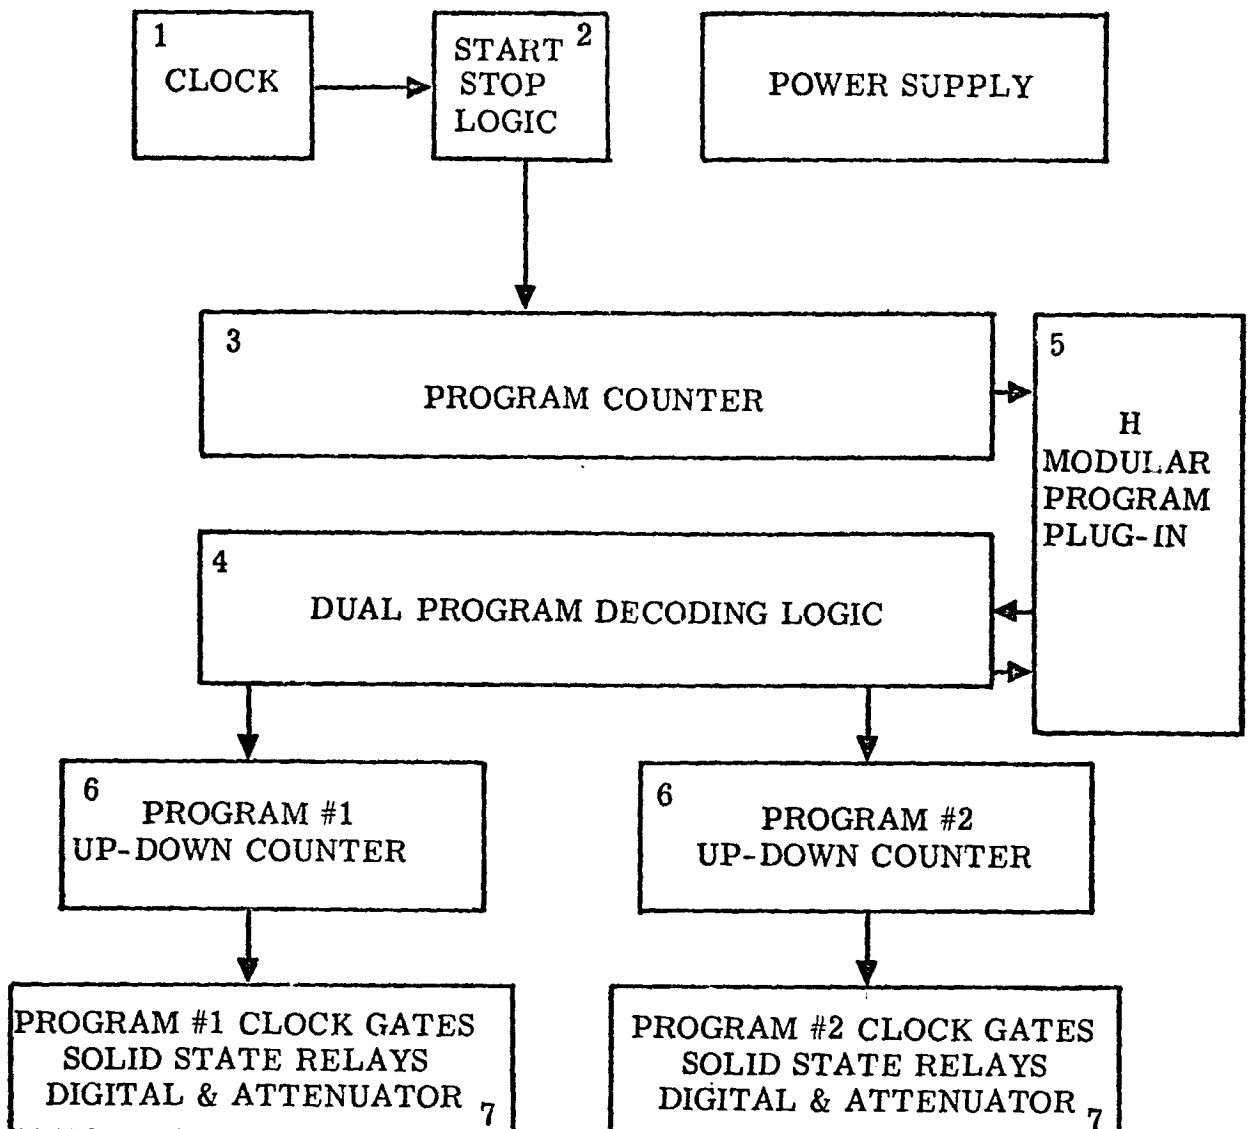 1
CLOCK
2
START
STOP
LOGIC
POWER SUPPLY
3
PROGRAM COUNTER
5
H
MODULAR
PROGRAM
PLUG-IN
4
DUAL PROGRAM DECODING LOGIC
6
PROGRAM #1
UP-DOWN COUNTER
6
PROGRAM #2
UP-DOWN COUNTER
PROGRAM #1 CLOCK GATES
SOLID STATE RELAYS
DIGITAL & ATTENUATOR
7
PROGRAM #2 CLOCK GATES
SOLID STATE RELAYS
DIGITAL & ATTENUATOR
7